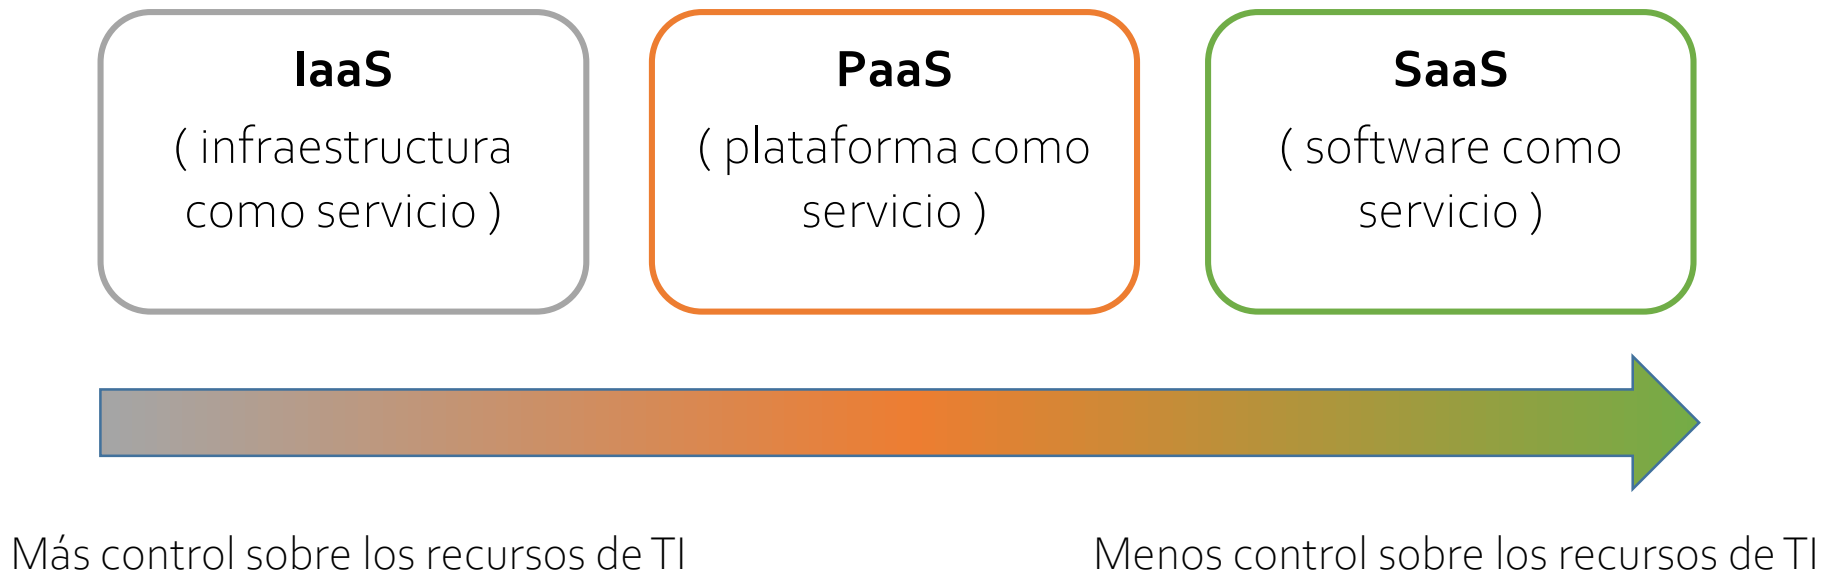 IaaS
( infraestructura
como servicio )
PaaS
( plataforma como
servicio )
SaaS
( software como
servicio )
Más control sobre los recursos de TI
Menos control sobre los recursos de TI